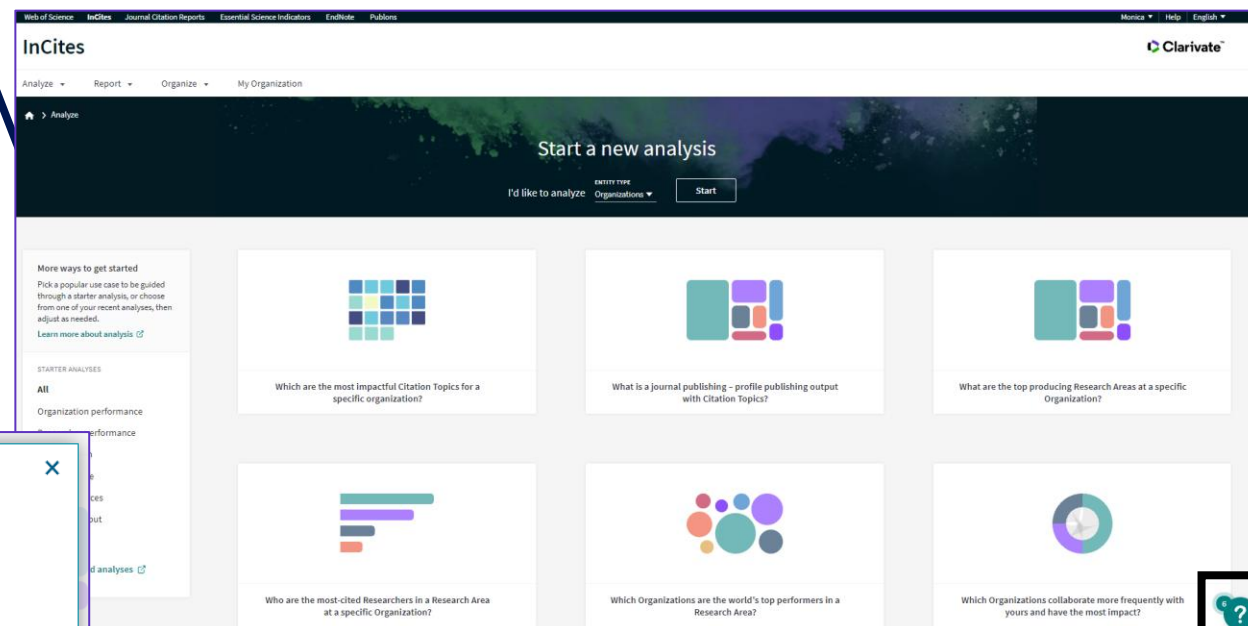 Web of Science InCites Journal Citation Reports Essential Science Indicators EndNote Publons Monica Help English
InCites
Clarivate™
Analyze Report Organize My Organization
> Analyze
Start a new analysis
I'd like to analyze
ENTITY TYPE
Organizations
Start
More ways to get started
Pick a popular use case to be guided
through a starter analysis, or choose
from one of your recent analyses, then
adjust as needed.
Learn more about analysis
STARTER ANALYSES
All
Organization performance
erformance
ces
out
d analyses
Which are the most impactful Citation Topics for a
specific organization?
What is a journal publishing – profile publishing output
with Citation Topics?
What are the top producing Research Areas at a specific
Organization?
Who are the most-cited Researchers in a Research Area
at a specific Organization?
Which Organizations are the world's top performers in a
Research Area?
Which Organizations collaborate more frequently with
yours and have the most impact?
6
?